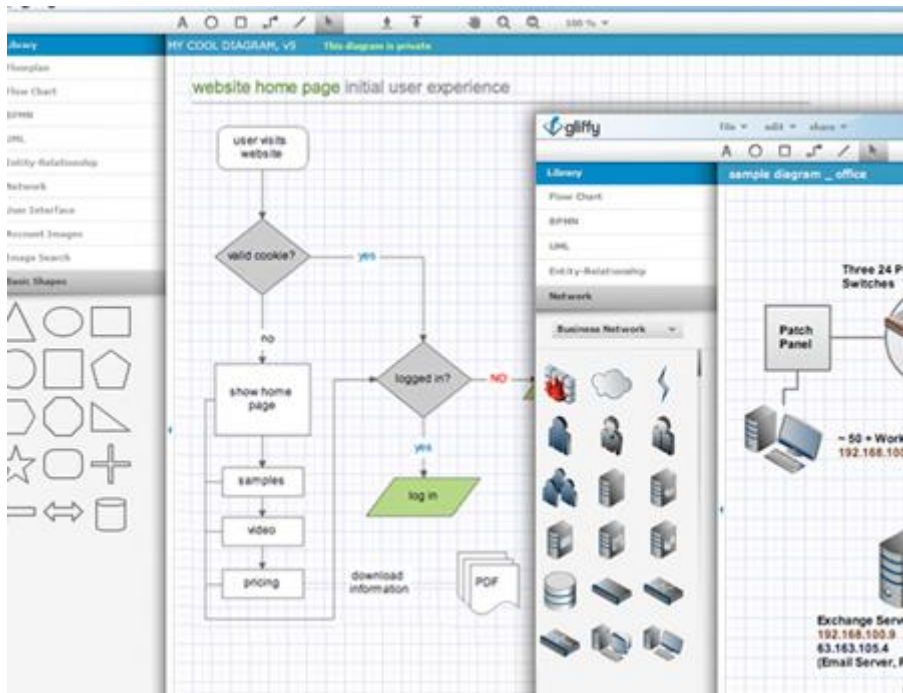 A
100 %
Library
Floorplan
Flow Chart
BPMN
UML
Entity-Relationship
Network
User Interface
Account Images
Image Search
Basic Shapes
MY COOL DIAGRAM, v5
This diagram is private
website home page initial user experience
user visits
website
valid cookie?
yes
no
show home
page
logged in?
NO
yes
samples
log in
video
pricing
download
information
PDF
gliffy
file
edit
share
A
Library
Flow Chart
BPMN
UML
Entity-Relationship
Network
Business Network
sample diagram _ office
Three 24 P
Switches
Patch
Panel
~ 50 + Work
192.168.100
Exchange Serv
192.168.100.9
63.163.105.4
(Email Server, F